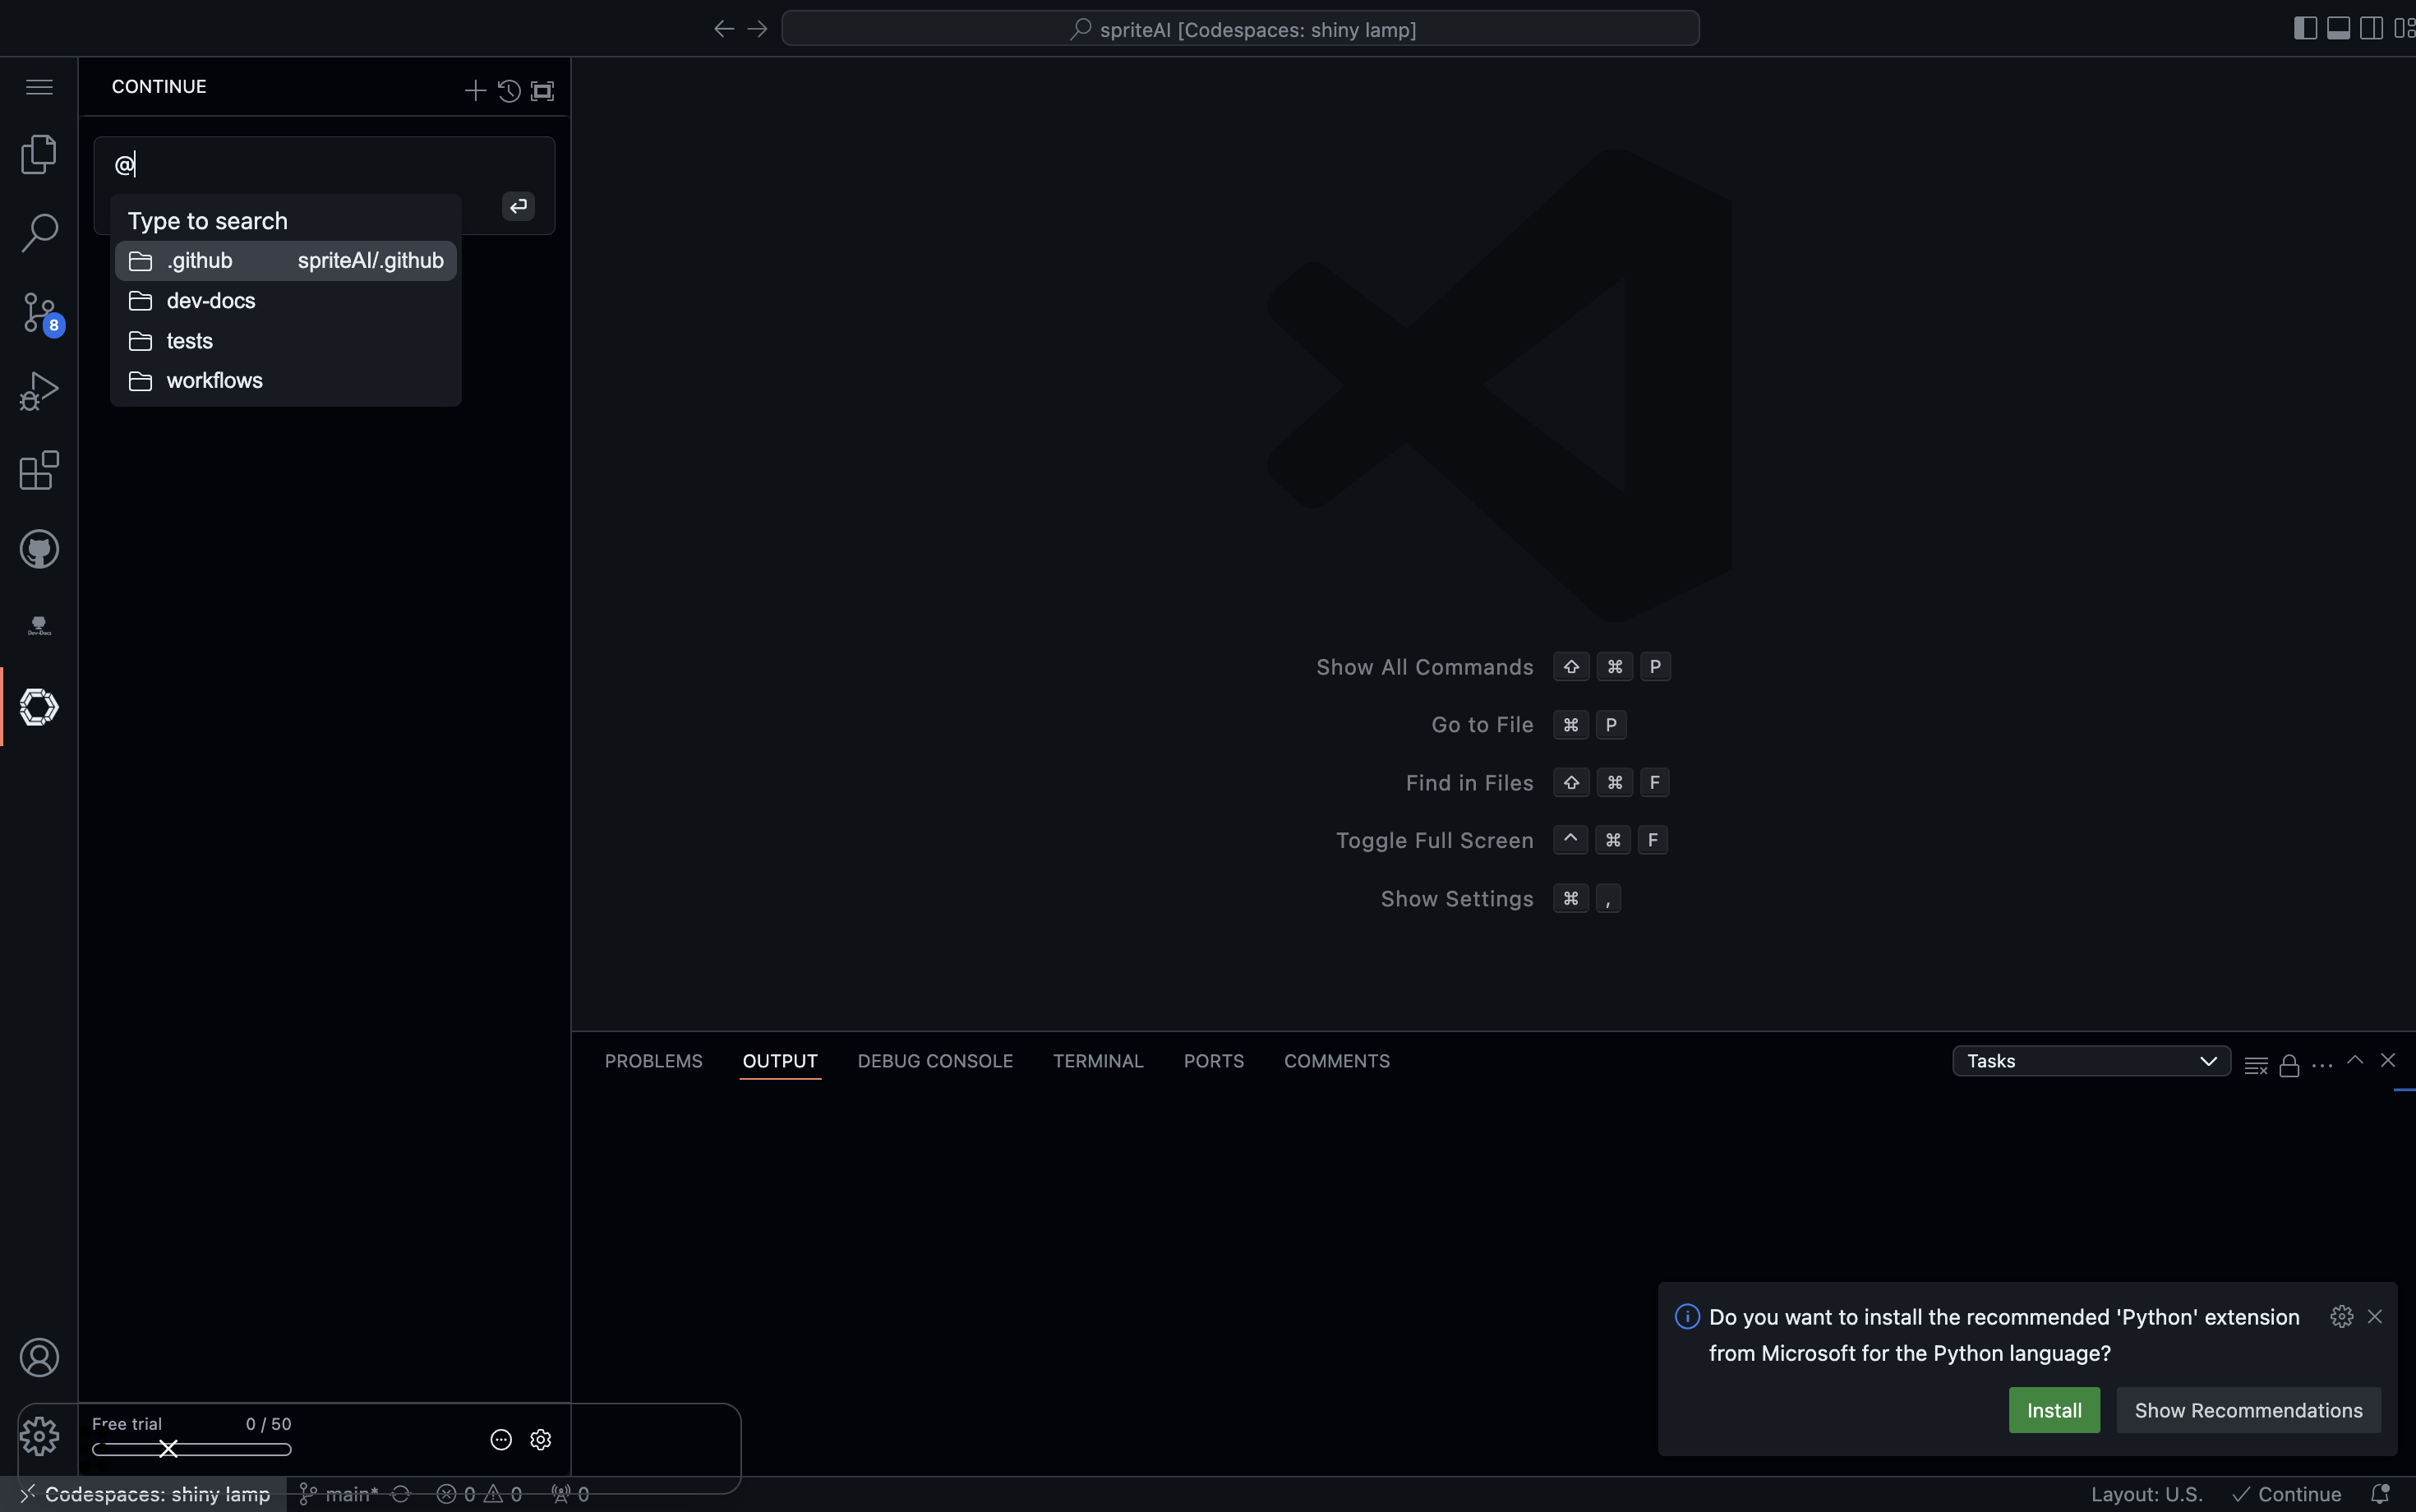 spriteAI [Codespaces: shiny lamp]
CONTINUE
@
Type to search
.github spriteAI/.github
dev-docs
tests
workflows
8
Dev-Docs
Show All Commands ⇧ ⌘ P
Go to File ⌘ P
Find in Files ⇧ ⌘ F
Toggle Full Screen ^ ⌘ F
Show Settings ⌘ ,
PROBLEMS OUTPUT DEBUG CONSOLE TERMINAL PORTS COMMENTS
Tasks
Do you want to install the recommended 'Python' extension
from Microsoft for the Python language?
Install Show Recommendations
Free trial 0 / 50
Codespaces: shiny lamp main* 0 0 0
Layout: U.S. Continue